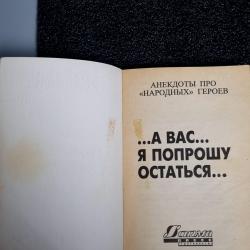 АНЕКДОТЫ ПРО
«НАРОДНЫХ» ГЕРОЕВ
...А ВАС...
Я ПОПРОШУ
ОСТАТЬСЯ...